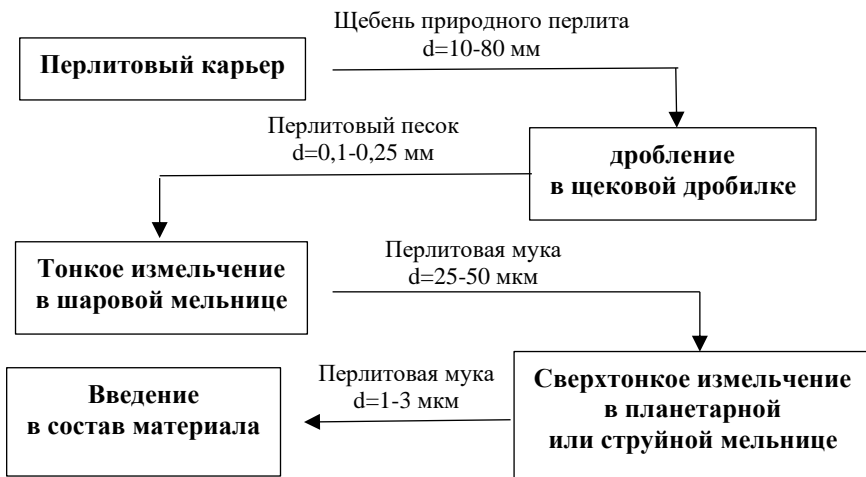 Щебень природного перлита
d=10-80 мм
Перлитовый карьер
Перлитовый песок
d=0,1-0,25 мм
дробление
в щековой дробилке
Тонкое измельчение
в шаровой мельнице
Перлитовая мука
d=25-50 мкм
Сверхтонкое измельчение
в планетарной
или струйной мельнице
Перлитовая мука
d=1-3 мкм
Введение
в состав материала